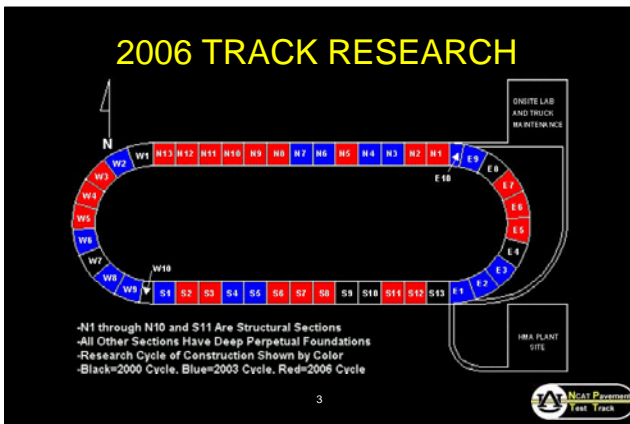 2006 TRACK RESEARCH
ONSITE LAB
AND TRUCK
MAINTENANCE
N
W2 W1 N13 N12 N11 N10 N9 N8 N7 N6 N5 N4 N3 N2 N1 E9
E10
E8
W3
E7
W4
E6
W5
E5
W6
E4
W7
E3
W8
E2
W9
W10
S1 S2 S3 S4 S5 S6 S7 S8 S9 S10 S11 S12 S13 E1
-N1 through N10 and S11 Are Structural Sections
-All Other Sections Have Deep Perpetual Foundations
-Research Cycle of Construction Shown by Color
-Black=2000 Cycle, Blue=2003 Cycle, Red=2006 Cycle
HMA PLANT
SITE
3
NCAT Pavement
Test Track